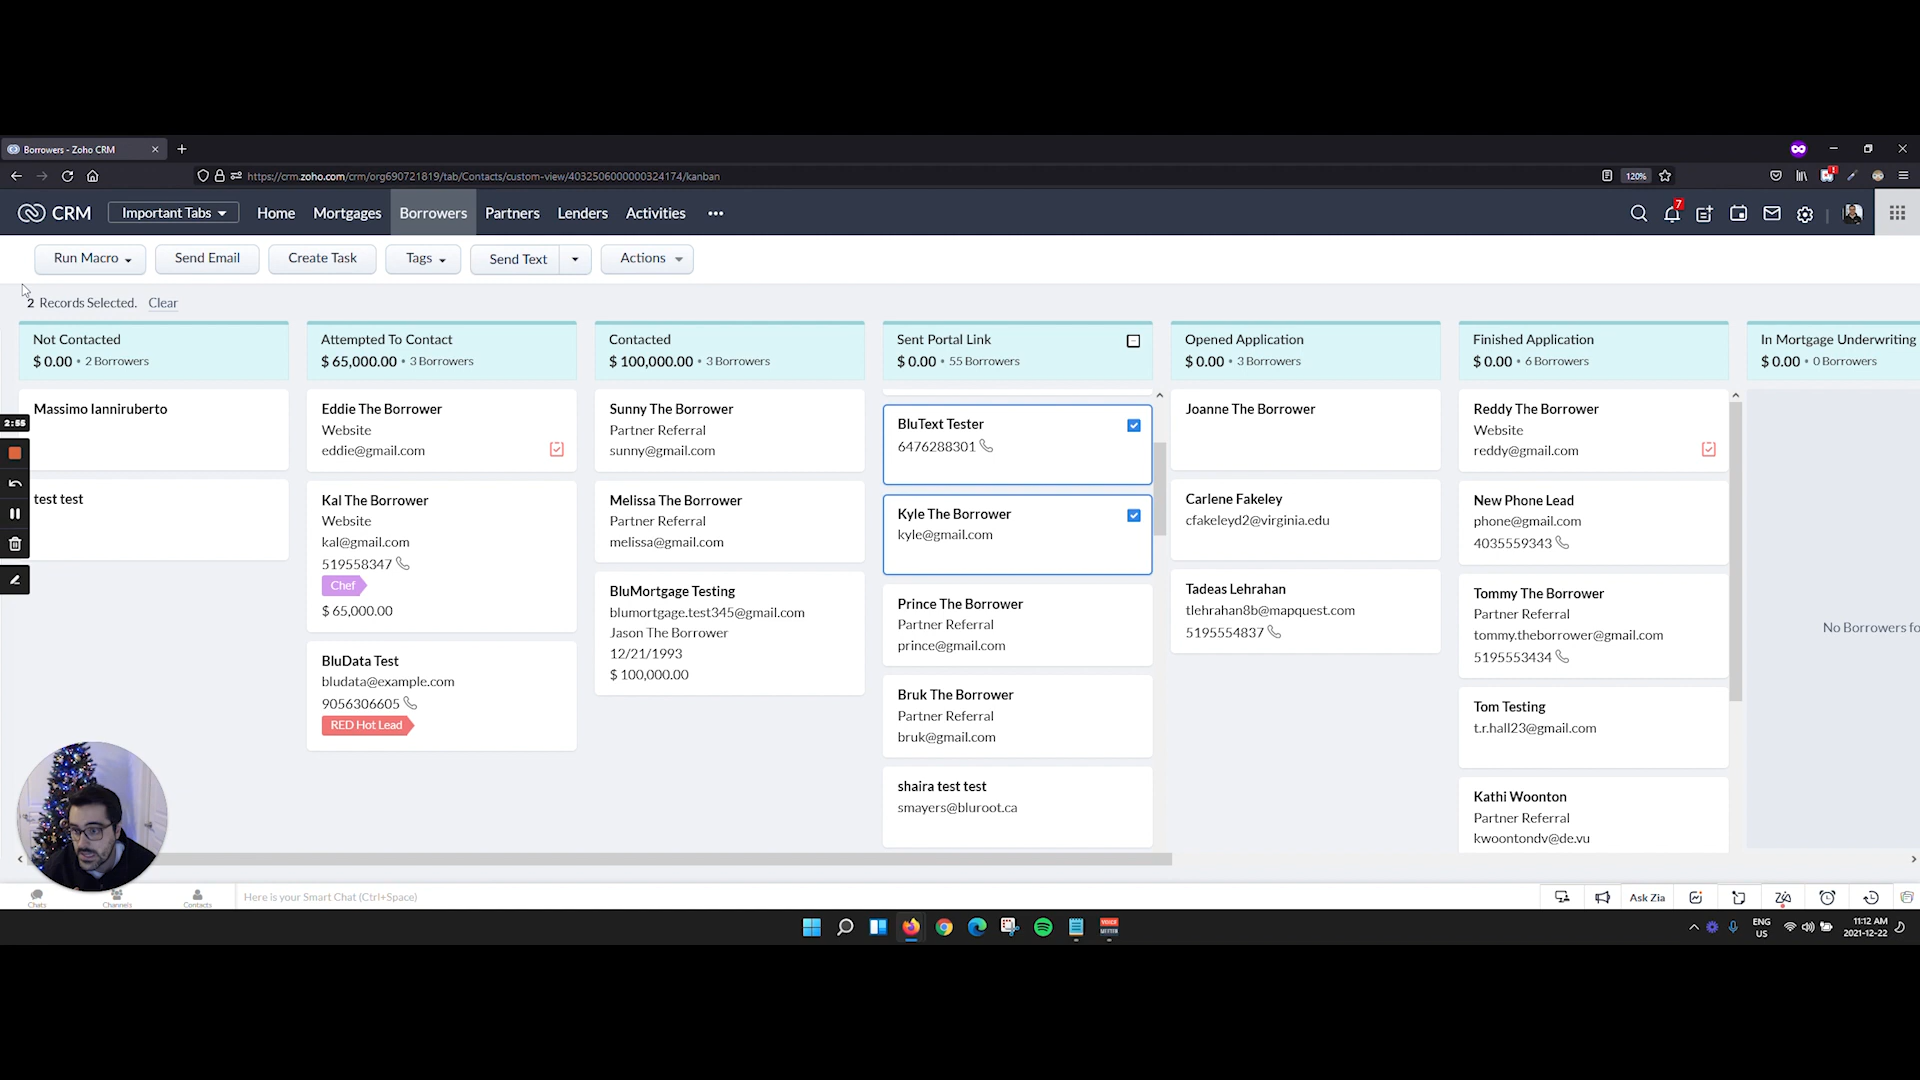 Borrowers - Zoho CRM
https://crm.zoho.com/crm/org690721819/tab/Contacts/custom-view/4032506000000324174/kanban
120%
1
CRM
Important Tabs
Home
Mortgages
Borrowers
Partners
Lenders
Activities
7
Run Macro
Send Email
Create Task
Tags
Send Text
Actions
2 Records Selected. Clear
Not Contacted
$ 0.00 • 2 Borrowers
Massimo Ianniruberto
test test
Attempted To Contact
$ 65,000.00 • 3 Borrowers
Eddie The Borrower
Website
eddie@gmail.com
Kal The Borrower
Website
kal@gmail.com
519558347
Chef
$ 65,000.00
BluData Test
bludata@example.com
9056306605
RED Hot Lead
Contacted
$ 100,000.00 • 3 Borrowers
Sunny The Borrower
Partner Referral
sunny@gmail.com
Melissa The Borrower
Partner Referral
melissa@gmail.com
BluMortgage Testing
blumortgage.test345@gmail.com
Jason The Borrower
12/21/1993
$ 100,000.00
Sent Portal Link
$ 0.00 • 55 Borrowers
BluText Tester
6476288301
Kyle The Borrower
kyle@gmail.com
Prince The Borrower
Partner Referral
prince@gmail.com
Bruk The Borrower
Partner Referral
bruk@gmail.com
shaira test test
smayers@bluroot.ca
Opened Application
$ 0.00 • 3 Borrowers
Joanne The Borrower
Carlene Fakeley
cfakeleyd2@virginia.edu
Tadeas Lehrahan
tlehrahan8b@mapquest.com
5195554837
Finished Application
$ 0.00 • 6 Borrowers
Reddy The Borrower
Website
reddy@gmail.com
New Phone Lead
phone@gmail.com
4035559343
Tommy The Borrower
Partner Referral
tommy.theborrower@gmail.com
5195553434
Tom Testing
t.r.hall23@gmail.com
Kathi Woonton
Partner Referral
kwoontondv@de.vu
In Mortgage Underwriting
$ 0.00 • 0 Borrowers
No Borrowers fo
2:55
Chats
Channels
Contacts
Here is your Smart Chat (Ctrl+Space)
Ask Zia
ENG
US
11:12 AM
2021-12-22